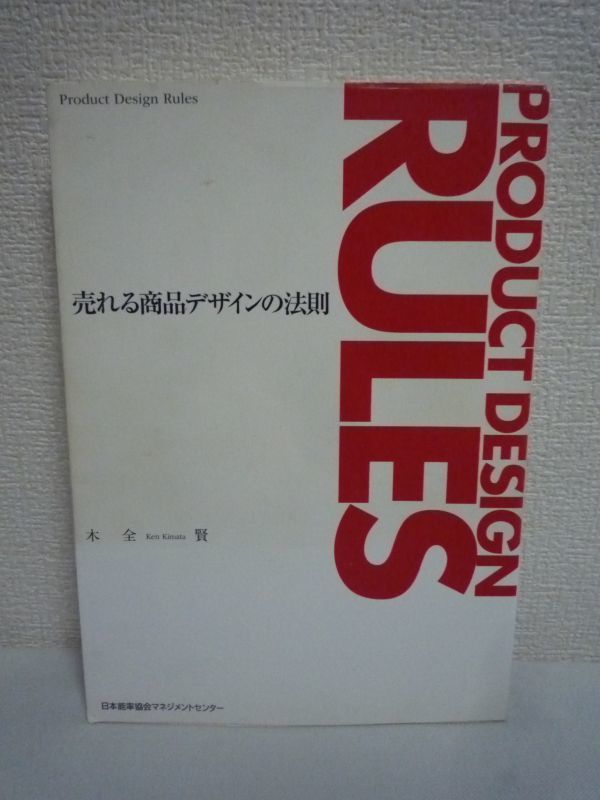 Product Design Rules
PRODUCT DESIGN
RULES
売れる商品デザインの法則
木 全 Ken Kimata 賢
日本能率協会マネジメントセンター